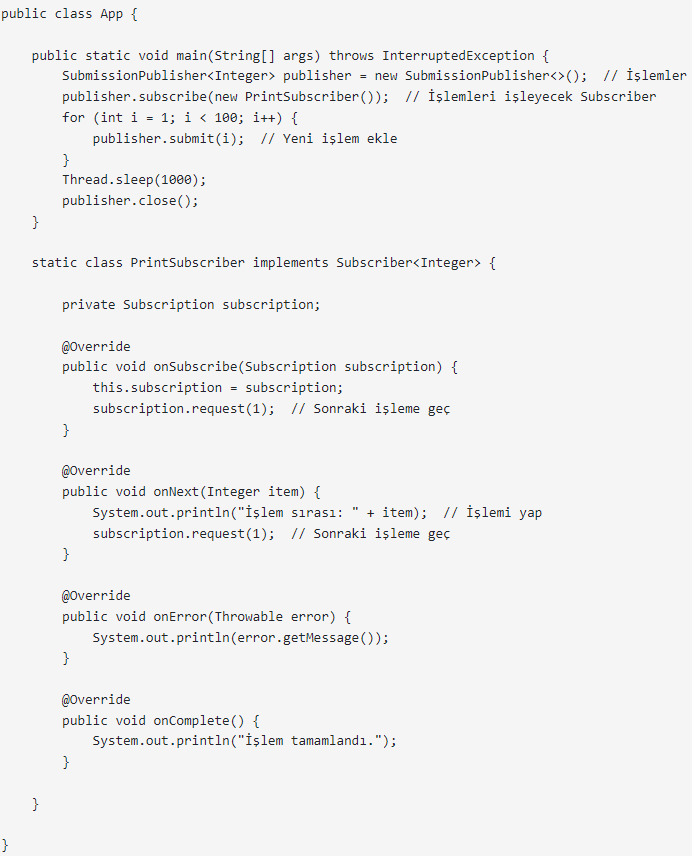 public class App {
public static void main(String[] args) throws InterruptedException {
SubmissionPublisher<Integer> publisher = new SubmissionPublisher<>();  // İşlemler
publisher.subscribe(new PrintSubscriber());  // İşlemleri işleyecek Subscriber
for (int i = 1; i < 100; i++) {
publisher.submit(i);  // Yeni işlem ekle
}
Thread.sleep(1000);
publisher.close();
}
static class PrintSubscriber implements Subscriber<Integer> {
private Subscription subscription;
@Override
public void onSubscribe(Subscription subscription) {
this.subscription = subscription;
subscription.request(1);  // Sonraki işleme geç
}
@Override
public void onNext(Integer item) {
System.out.println("İşlem sırası: " + item);  // İşlemi yap
subscription.request(1);  // Sonraki işleme geç
}
@Override
public void onError(Throwable error) {
System.out.println(error.getMessage());
}
@Override
public void onComplete() {
System.out.println("İşlem tamamlandı.");
}
}
}